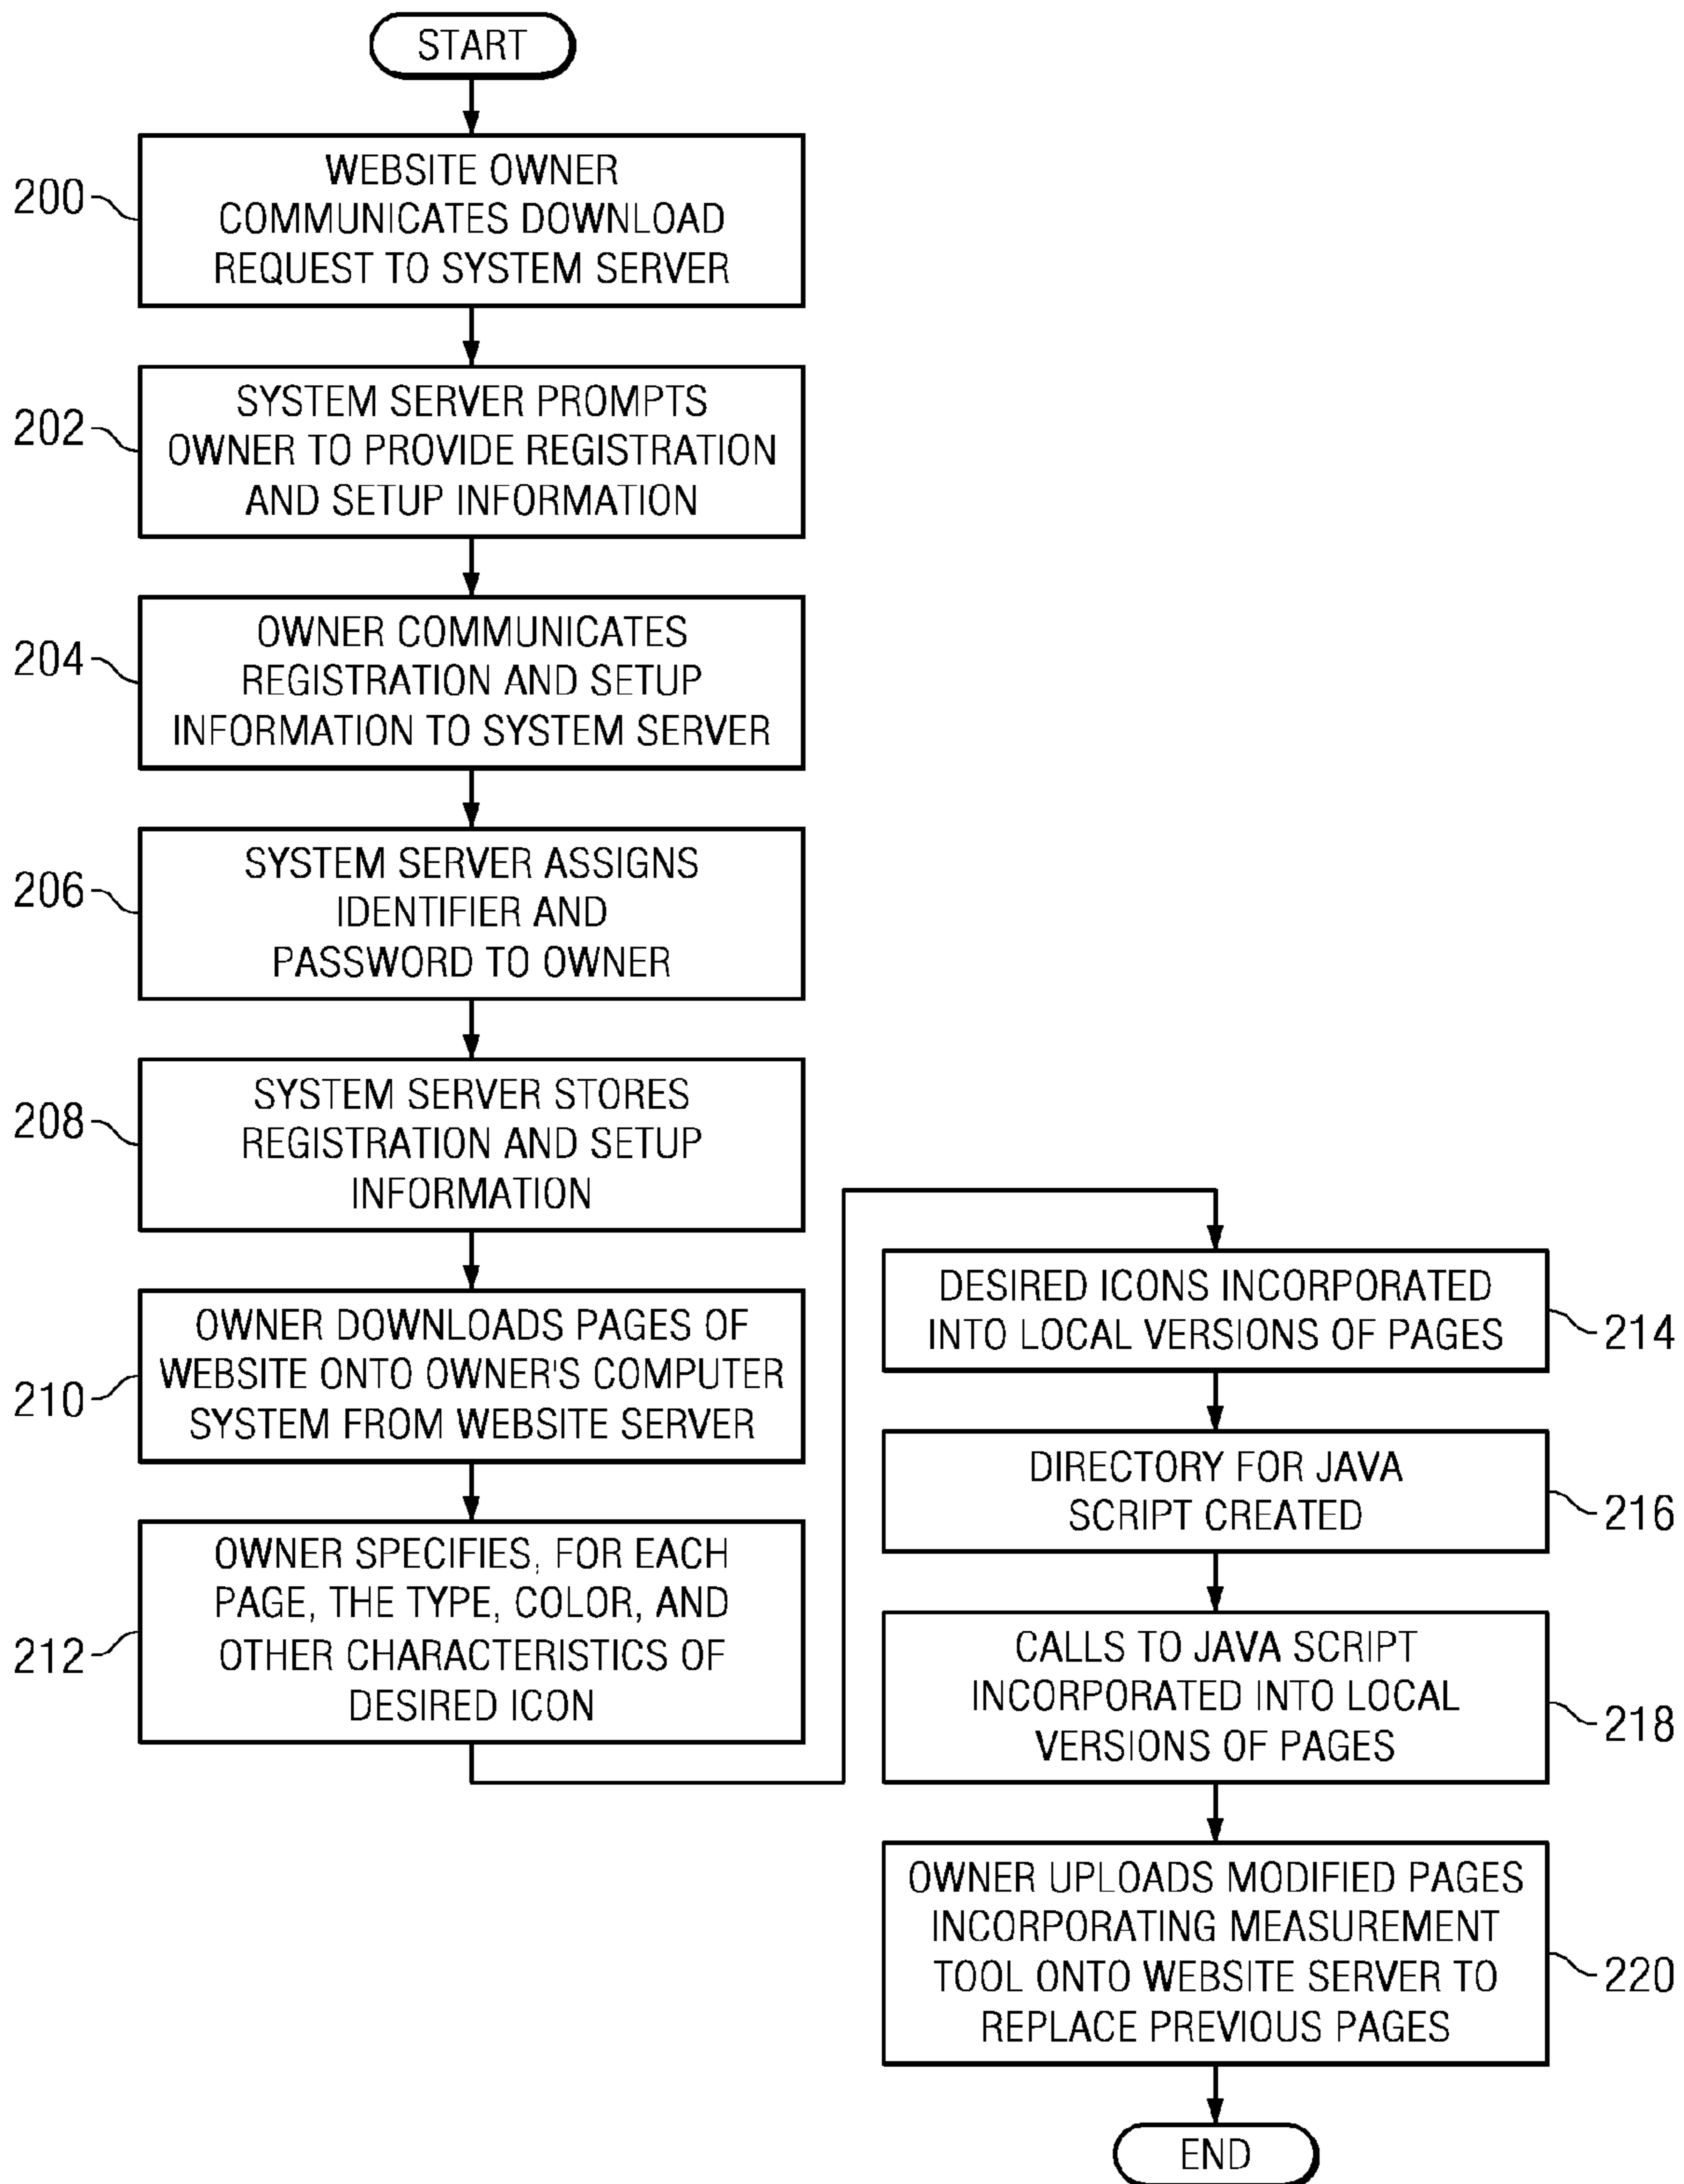 START
200
WEBSITE OWNER
COMMUNICATES DOWNLOAD
REQUEST TO SYSTEM SERVER
202
SYSTEM SERVER PROMPTS
OWNER TO PROVIDE REGISTRATION
AND SETUP INFORMATION
204
OWNER COMMUNICATES
REGISTRATION AND SETUP
INFORMATION TO SYSTEM SERVER
206
SYSTEM SERVER ASSIGNS
IDENTIFIER AND
PASSWORD TO OWNER
208
SYSTEM SERVER STORES
REGISTRATION AND SETUP
INFORMATION
210
OWNER DOWNLOADS PAGES OF
WEBSITE ONTO OWNER'S COMPUTER
SYSTEM FROM WEBSITE SERVER
212
OWNER SPECIFIES, FOR EACH
PAGE, THE TYPE, COLOR, AND
OTHER CHARACTERISTICS OF
DESIRED ICON
DESIRED ICONS INCORPORATED
INTO LOCAL VERSIONS OF PAGES
214
DIRECTORY FOR JAVA
SCRIPT CREATED
216
CALLS TO JAVA SCRIPT
INCORPORATED INTO LOCAL
VERSIONS OF PAGES
218
OWNER UPLOADS MODIFIED PAGES
INCORPORATING MEASUREMENT
TOOL ONTO WEBSITE SERVER TO
REPLACE PREVIOUS PAGES
220
END